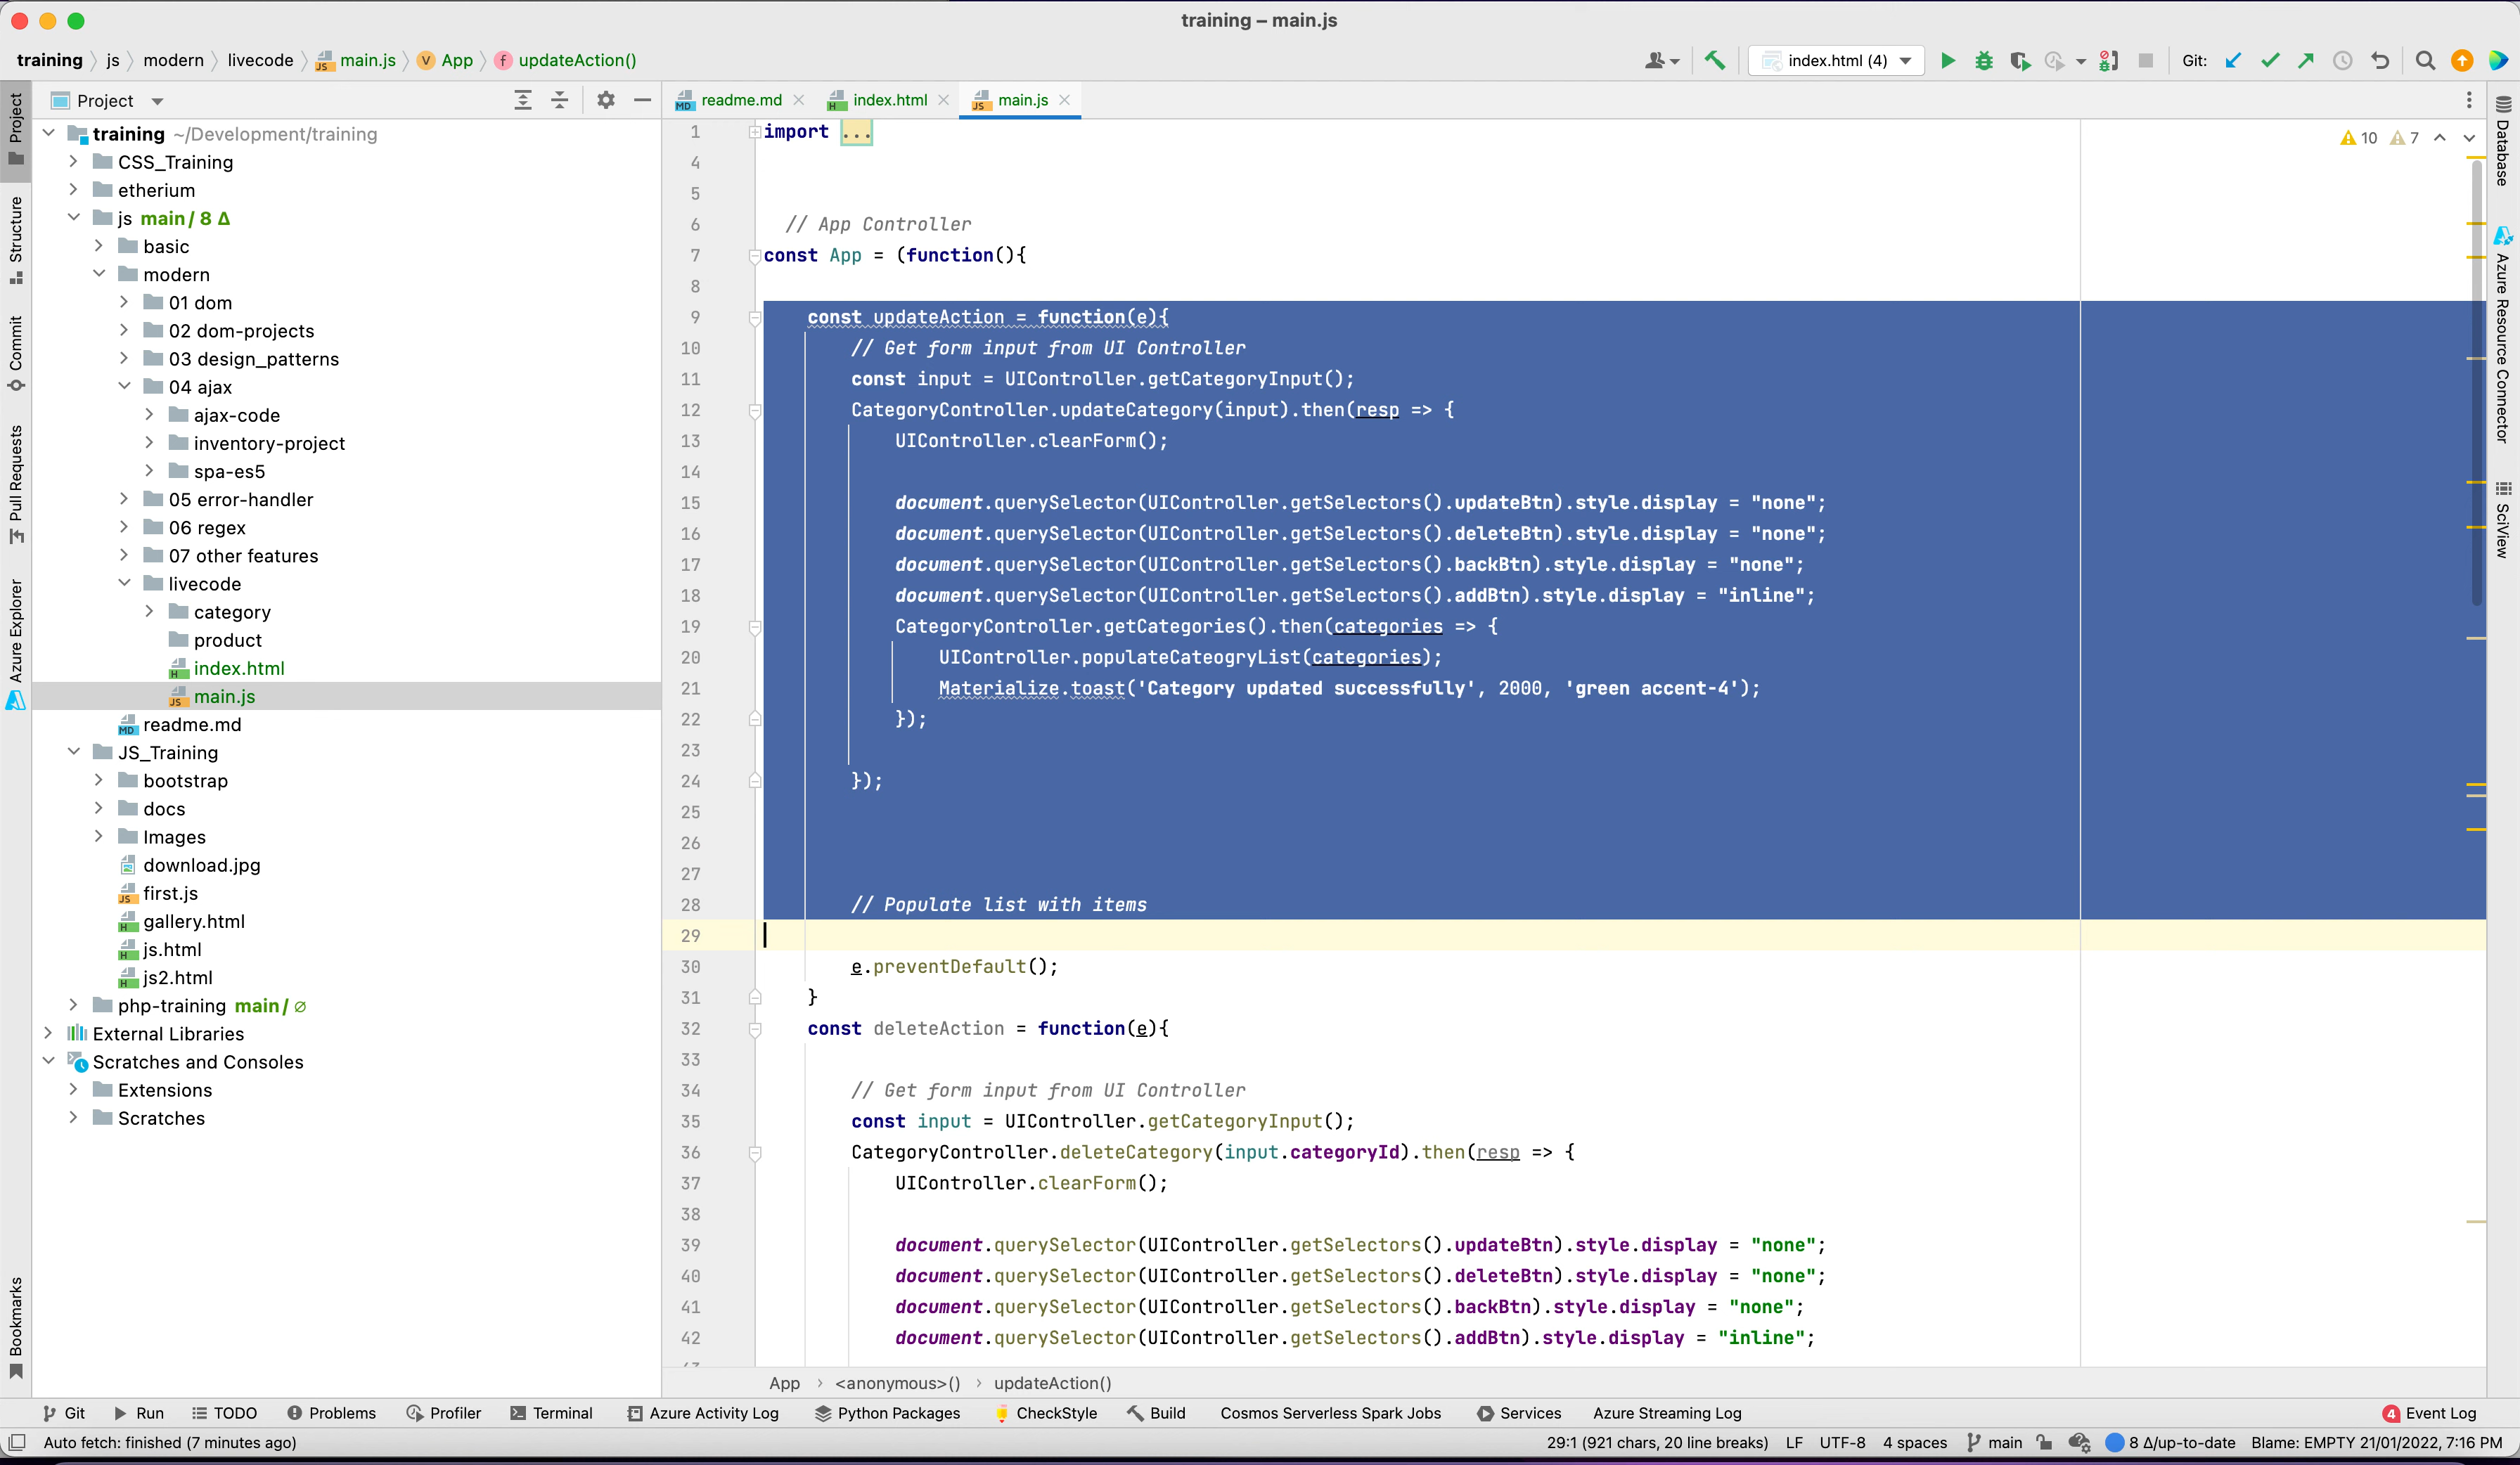 training – main.js
training js modern livecode main.js App updateAction()
index.html (4)
Git:
Project
readme.md
index.html
main.js
training ~/Development/training
CSS_Training
etherium
js main / 8 Δ
basic
modern
01 dom
02 dom-projects
03 design_patterns
04 ajax
ajax-code
inventory-project
spa-es5
05 error-handler
06 regex
07 other features
livecode
category
product
index.html
main.js
readme.md
JS_Training
bootstrap
docs
Images
download.jpg
first.js
gallery.html
js.html
js2.html
php-training main / ∅
External Libraries
Scratches and Consoles
Extensions
Scratches
Project
Structure
Commit
Pull Requests
Azure Explorer
Bookmarks
10 7
1 import ...
4
5
6 // App Controller
7 const App = (function(){
8
9 const updateAction = function(e){
10 // Get form input from UI Controller
11 const input = UIController.getCategoryInput();
12 CategoryController.updateCategory(input).then(resp => {
13 UIController.clearForm();
14
15 document.querySelector(UIController.getSelectors().updateBtn).style.display = "none";
16 document.querySelector(UIController.getSelectors().deleteBtn).style.display = "none";
17 document.querySelector(UIController.getSelectors().backBtn).style.display = "none";
18 document.querySelector(UIController.getSelectors().addBtn).style.display = "inline";
19 CategoryController.getCategories().then(categories => {
20 UIController.populateCateogryList(categories);
21 Materialize.toast('Category updated successfully', 2000, 'green accent-4');
22 });
23
24 });
25
26
27
28 // Populate list with items
29
30 e.preventDefault();
31 }
32 const deleteAction = function(e){
33
34 // Get form input from UI Controller
35 const input = UIController.getCategoryInput();
36 CategoryController.deleteCategory(input.categoryId).then(resp => {
37 UIController.clearForm();
38
39 document.querySelector(UIController.getSelectors().updateBtn).style.display = "none";
40 document.querySelector(UIController.getSelectors().deleteBtn).style.display = "none";
41 document.querySelector(UIController.getSelectors().backBtn).style.display = "none";
42 document.querySelector(UIController.getSelectors().addBtn).style.display = "inline";
Database
Azure Resource Connector
SciView
App <anonymous>() updateAction()
Git Run TODO Problems Profiler Terminal Azure Activity Log Python Packages CheckStyle Build Cosmos Serverless Spark Jobs Services Azure Streaming Log 4 Event Log
Auto fetch: finished (7 minutes ago) 29:1 (921 chars, 20 line breaks) LF UTF-8 4 spaces main 8 Δ/up-to-date Blame: EMPTY 21/01/2022, 7:16 PM